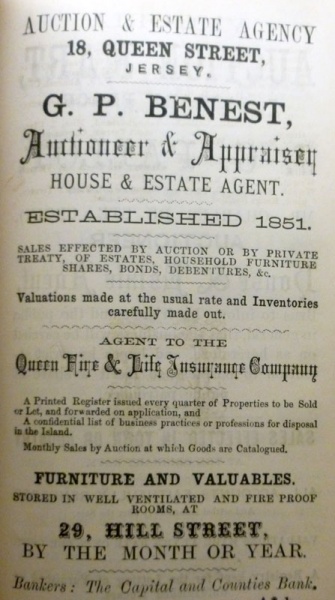 AUCTION & ESTATE AGENCY
18, QUEEN STREET,
JERSEY.
G. P. BENEST,
Auctioneer & Appraiser
HOUSE & ESTATE AGENT.
ESTABLISHED 1851.
SALES EFFECTED BY AUCTION OR BY PRIVATE
TREATY, OF ESTATES, HOUSEHOLD FURNITURE
SHARES, BONDS, DEBENTURES, &c.
Valuations made at the usual rate and Inventories
carefully made out.
AGENT TO THE
Queen Fire & Life Insurance Company
A Printed Register issued every quarter of Properties to be Sold
or Let, and forwarded on application, and
A confidential list of business practices or professions for disposal
in the Island.
Monthly Sales by Auction at which Goods are Catalogued.
FURNITURE AND VALUABLES.
STORED IN WELL VENTILATED AND FIRE PROOF
ROOMS, AT
29, HILL STREET,
BY THE MONTH OR YEAR.
Bankers: The Capital and Counties Bank.